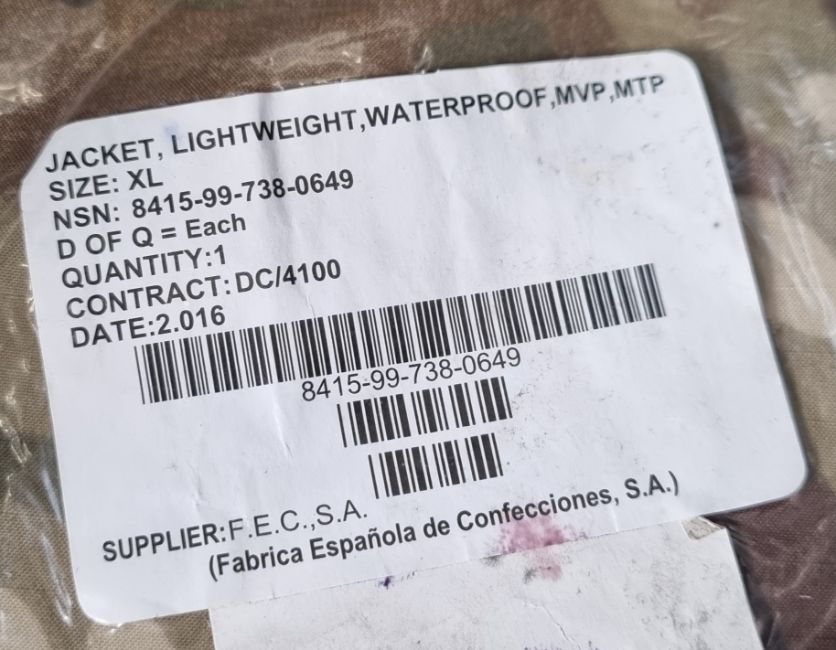 JACKET, LIGHTWEIGHT,WATERPROOF,MVP,MTP
SIZE: XL
NSN: 8415-99-738-0649
D OF Q = Each
QUANTITY:1
CONTRACT:DC/4100
DATE:2.016
8415-99-738-0649
SUPPLIER:F.E.C.,S.A.
(Fabrica Española de Confecciones, S.A.)